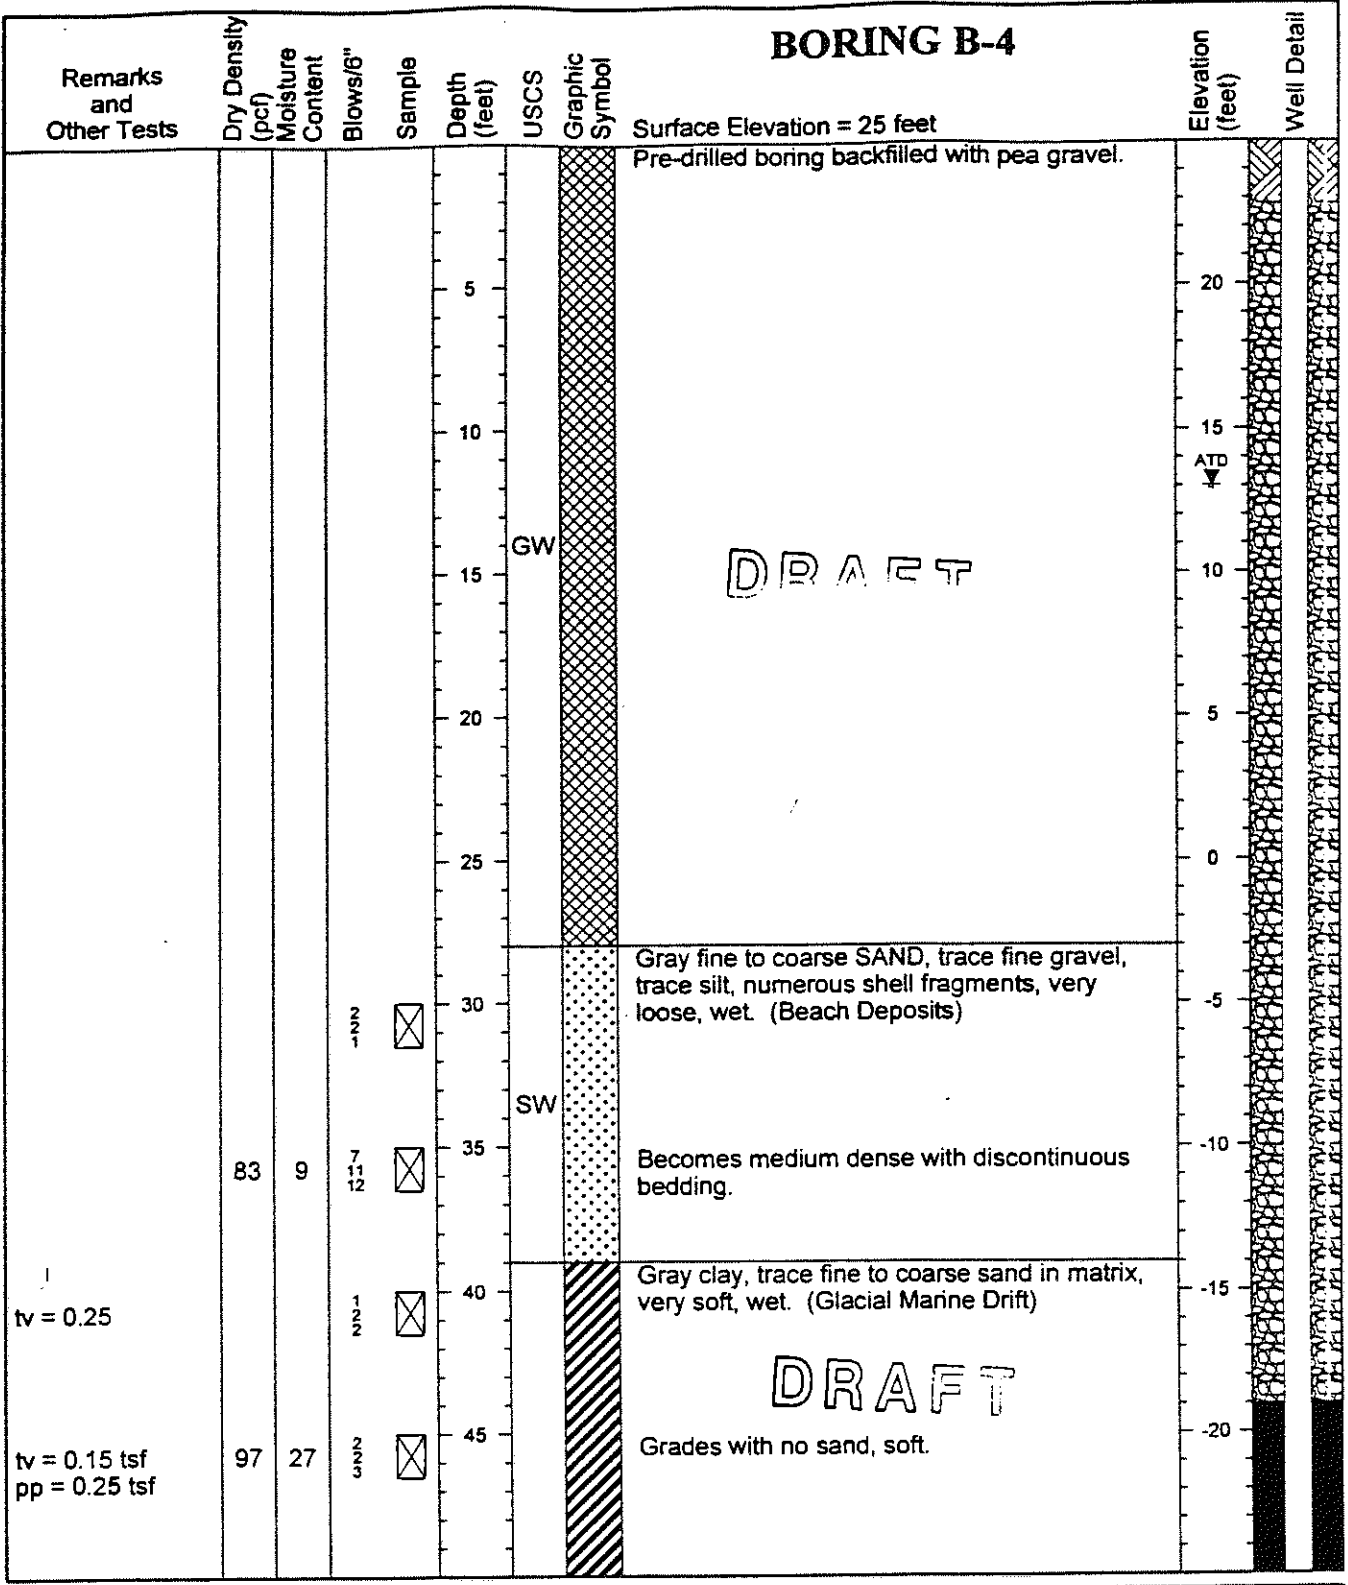 BORING B-4
Remarks
and
Other Tests
Dry Density
(pcf)
Moisture
Content
Blows/6"
Sample
Depth
(feet)
USCS
Graphic
Symbol
Surface Elevation = 25 feet
Elevation
(feet)
Well Detail
Pre-drilled boring backfilled with pea gravel.
5
20
10
15
ATD
GW
DRAFT
15
10
20
5
25
0
Gray fine to coarse SAND, trace fine gravel,
trace silt, numerous shell fragments, very
loose, wet. (Beach Deposits)
2
2
1
30
-5
SW
83
9
7
11
12
35
Becomes medium dense with discontinuous
bedding.
-10
Gray clay, trace fine to coarse sand in matrix,
very soft, wet. (Glacial Marine Drift)
tv = 0.25
1
2
2
40
-15
DRAFT
tv = 0.15 tsf
pp = 0.25 tsf
97
27
2
2
3
45
Grades with no sand, soft.
-20